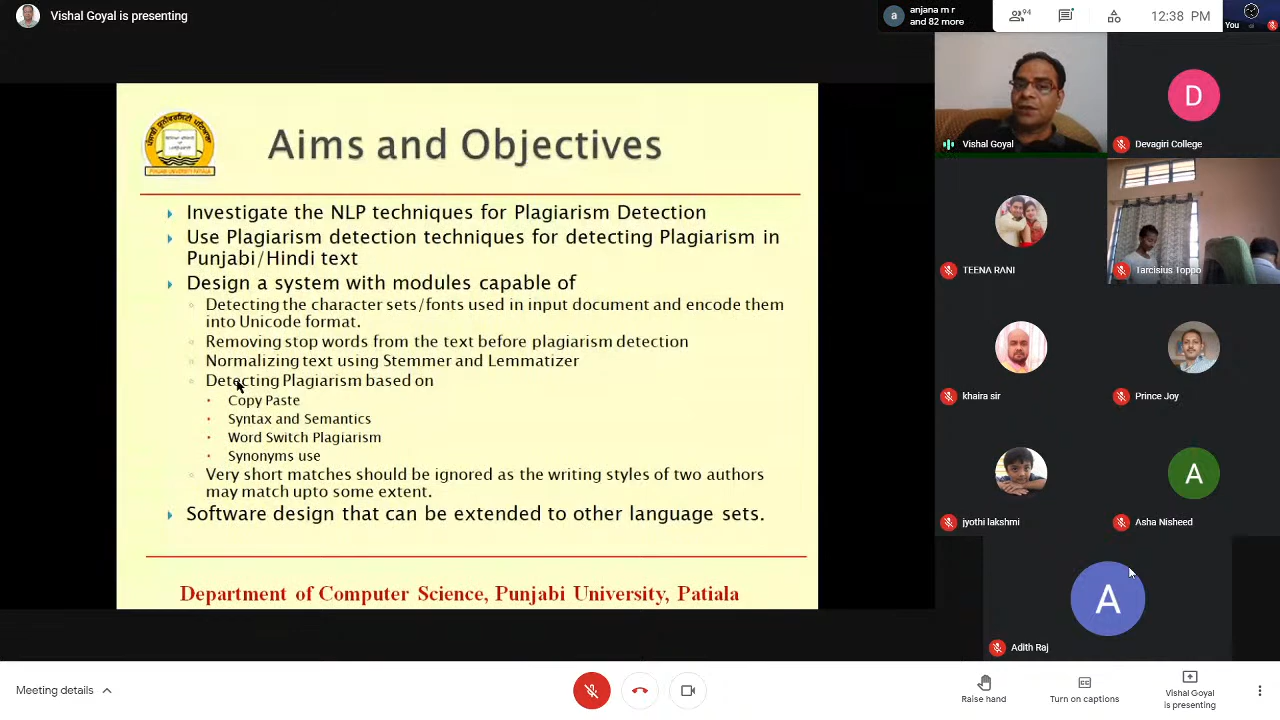 Vishal Goyal is presenting
a
anjana m r
and 82 more
94
12:38 PM
You
Aims and Objectives
Investigate the NLP techniques for Plagiarism Detection
Use Plagiarism detection techniques for detecting Plagiarism in
Punjabi/Hindi text
Design a system with modules capable of
Detecting the character sets/fonts used in input document and encode them
into Unicode format.
Removing stop words from the text before plagiarism detection
Normalizing text using Stemmer and Lemmatizer
Detecting Plagiarism based on
Copy Paste
Syntax and Semantics
Word Switch Plagiarism
Synonyms use
Very short matches should be ignored as the writing styles of two authors
may match upto some extent.
Software design that can be extended to other language sets.
Department of Computer Science, Punjabi University, Patiala
Vishal Goyal
D
Devagiri College
TEENA RANI
Tarcisius Toppo
khaira sir
Prince Joy
jyothi lakshmi
A
Asha Nisheed
A
Adith Raj
Meeting details
Raise hand
Turn on captions
Vishal Goyal
is presenting